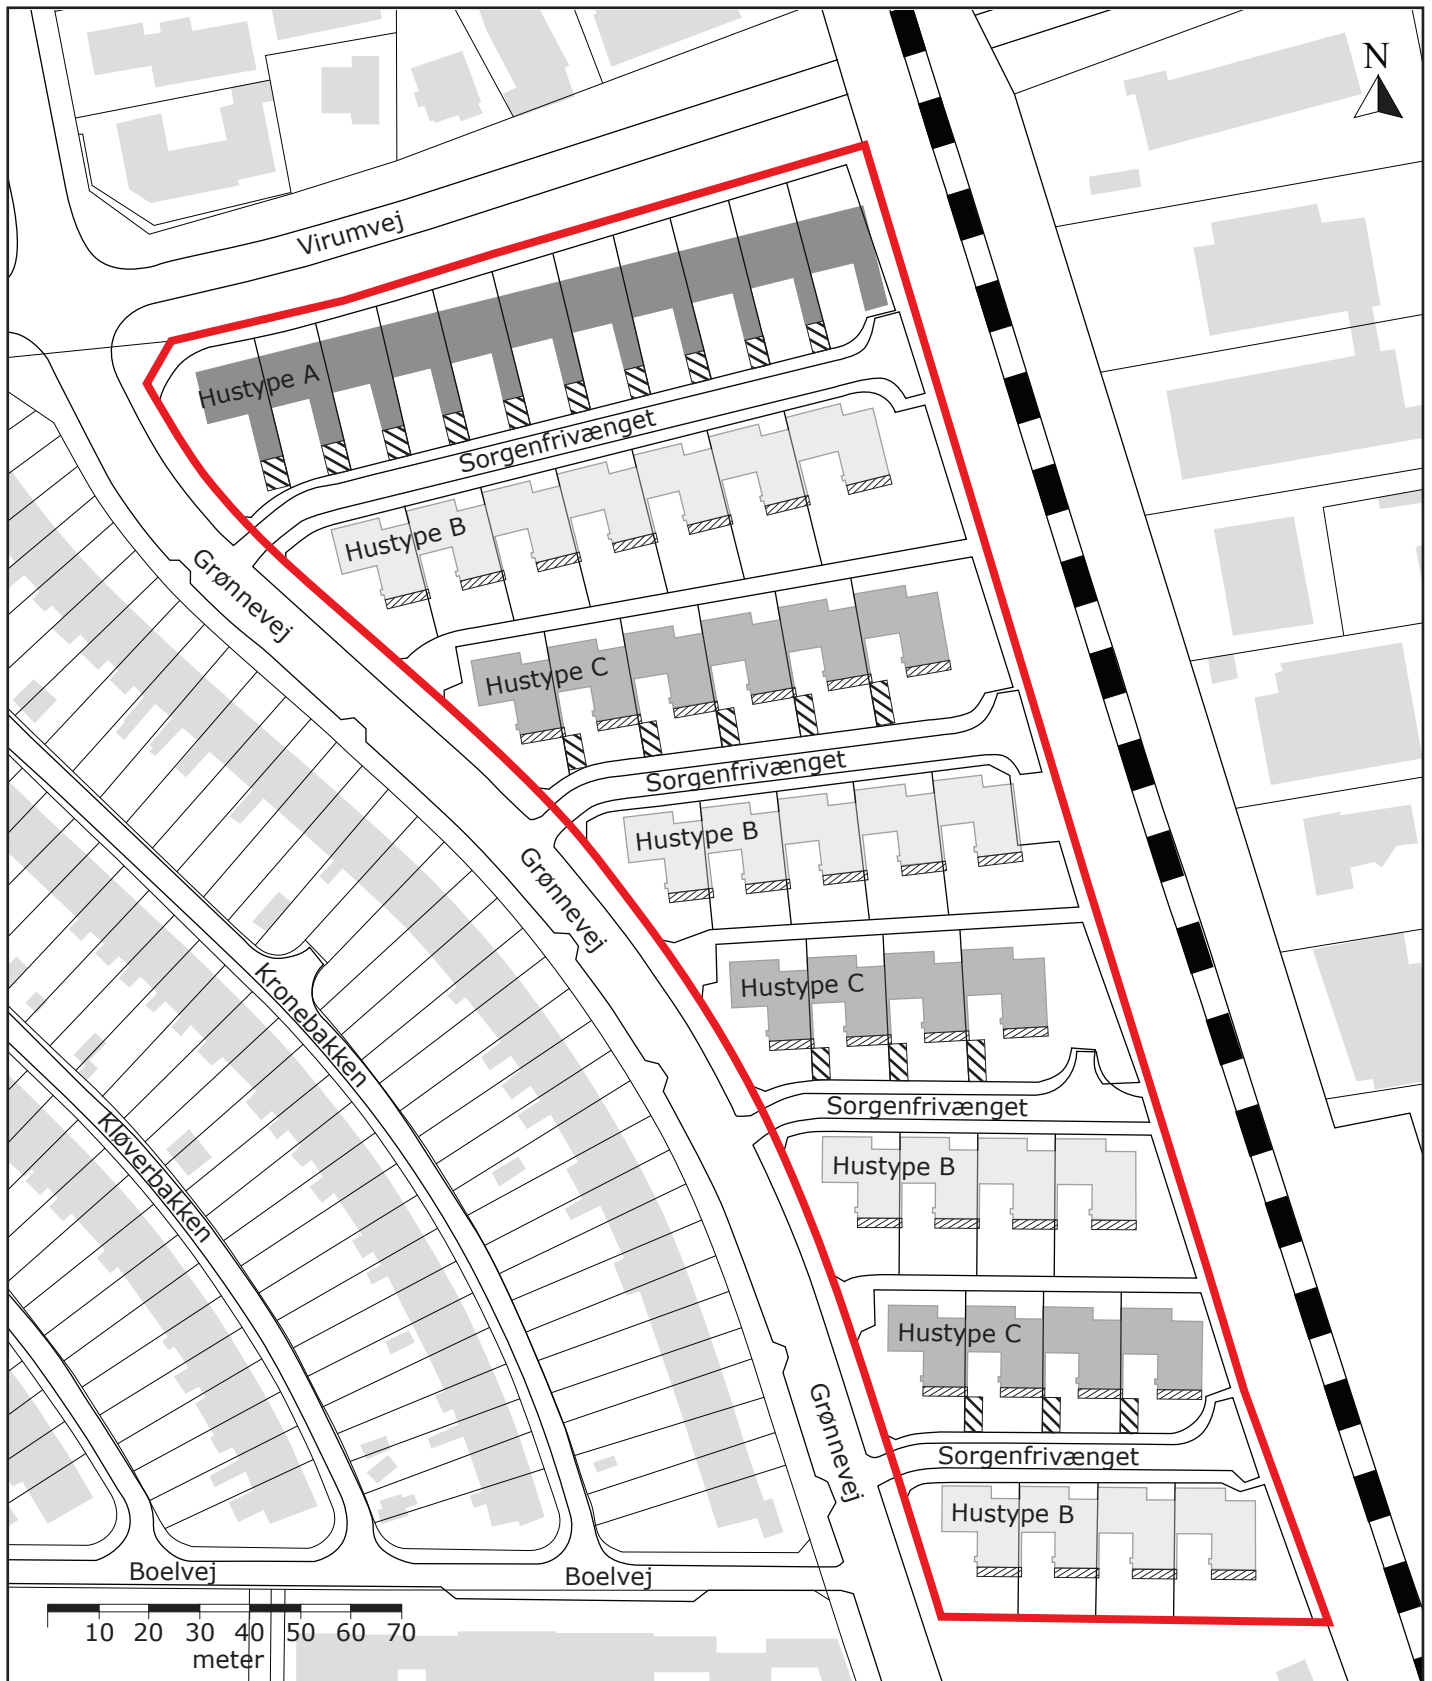 N
Virumvej
Hustype A
Sorgenfrivænget
Hustype B
Grønnevej
Hustype C
Sorgenfrivænget
Hustype B
Grønnevej
Kronebakken
Hustype C
Kløverbakken
Sorgenfrivænget
Hustype B
Hustype C
Grønnevej
Sorgenfrivænget
Hustype B
Boelvej
Boelvej
10 20 30 40 50 60 70
meter